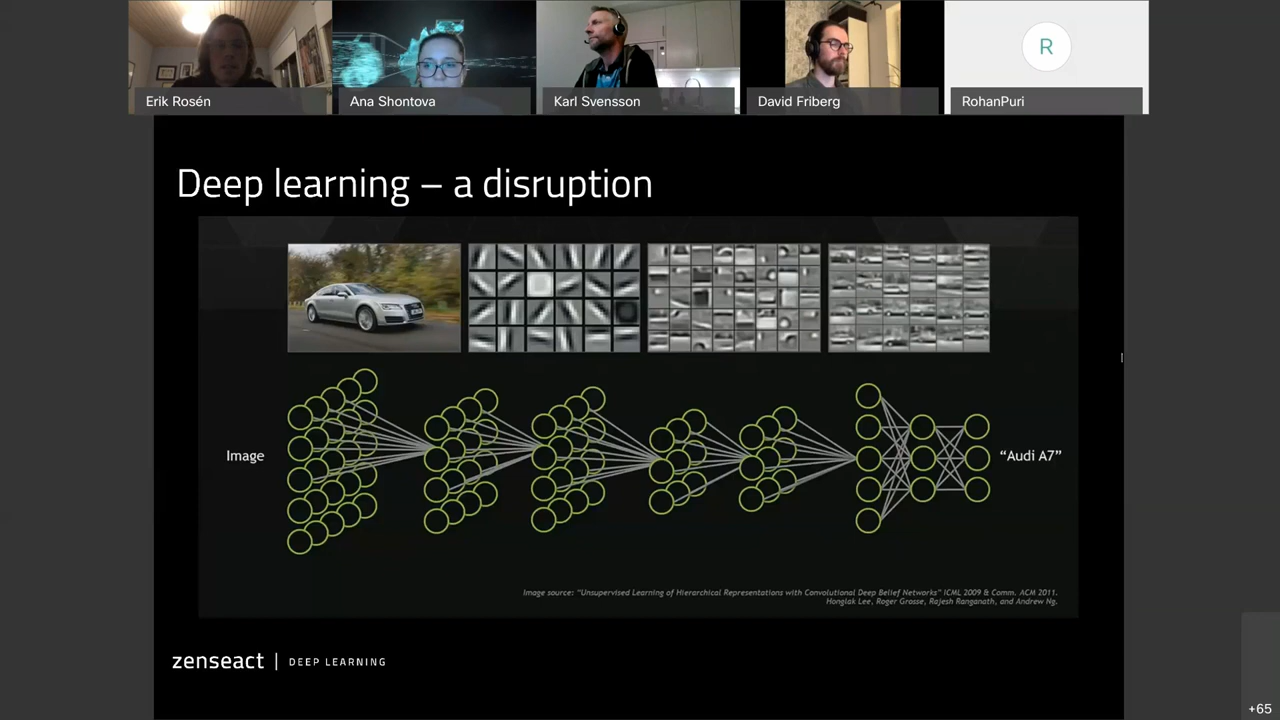 Erik Rosén
Ana Shontova
Karl Svensson
David Friberg
R
RohanPuri
Deep learning – a disruption
Image
“Audi A7”
Image source: “Unsupervised Learning of Hierarchical Representations with Convolutional Deep Belief Networks” ICML 2009 & Comm. ACM 2011.
Honglak Lee, Roger Grosse, Rajesh Ranganath, and Andrew Ng.
zenseact | DEEP LEARNING
+65